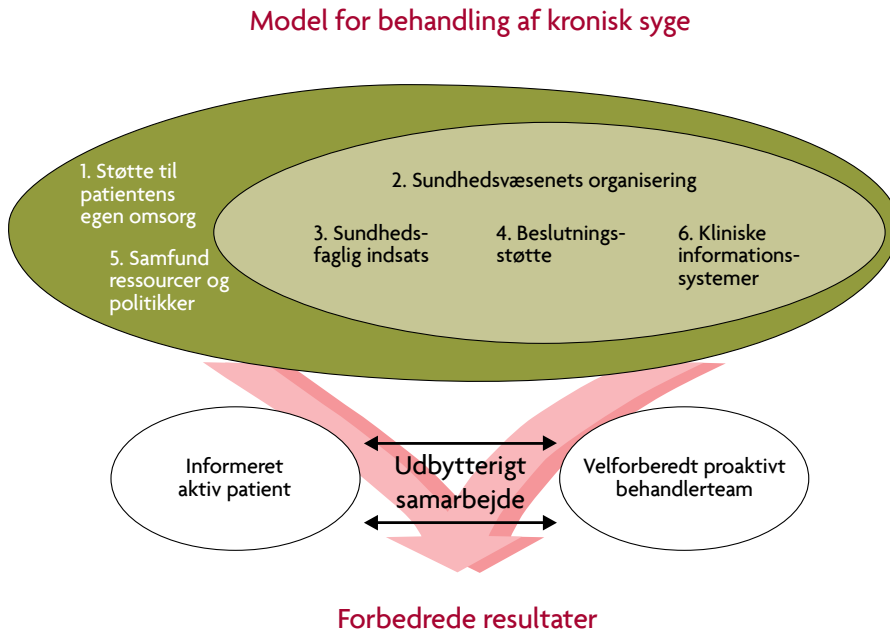 Model for behandling af kronisk syge
1. Støtte til
patientens
egen omsorg
5. Samfund
ressourcer og
politikker
2. Sundhedsvæsenets organisering
3. Sundheds-
faglig indsats
4. Beslutnings-
støtte
6. Kliniske
informations-
systemer
Informeret
aktiv patient
Udbytterigt
samarbejde
Velforberedt proaktivt
behandlerteam
Forbedrede resultater